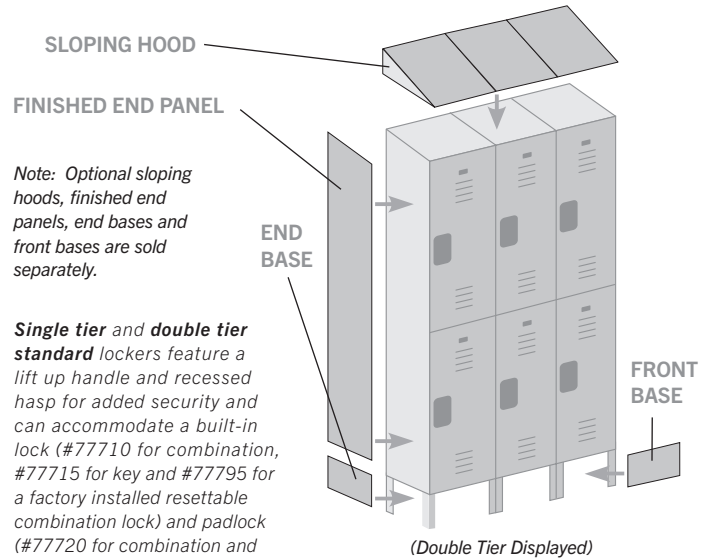 SLOPING HOOD
FINISHED END PANEL
Note: Optional sloping
hoods, finished end
panels, end bases and
front bases are sold
separately.
END
BASE
Single tier and double tier
standard lockers feature a
lift up handle and recessed
hasp for added security and
can accommodate a built-in
lock (#77710 for combination,
#77715 for key and #77795 for
a factory installed resettable
combination lock) and padlock
(#77720 for combination and
FRONT
BASE
(Double Tier Displayed)